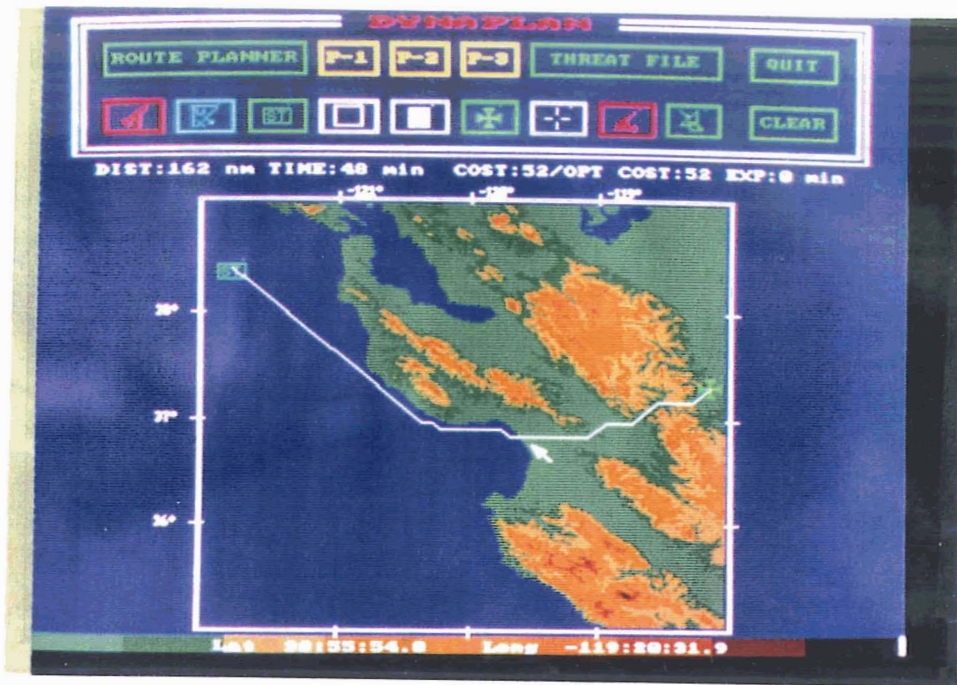 DYNAPLAN
ROUTE PLANNER P-1 P-2 P-3 THREAT FILE QUIT
ST CLEAR
DIST:162 nm TIME:48 min COST:52/OPT COST:52 EXP:0 min
-121° -120° -119°
ST
38°
37°
36°
Lat Long -119:20:31.9